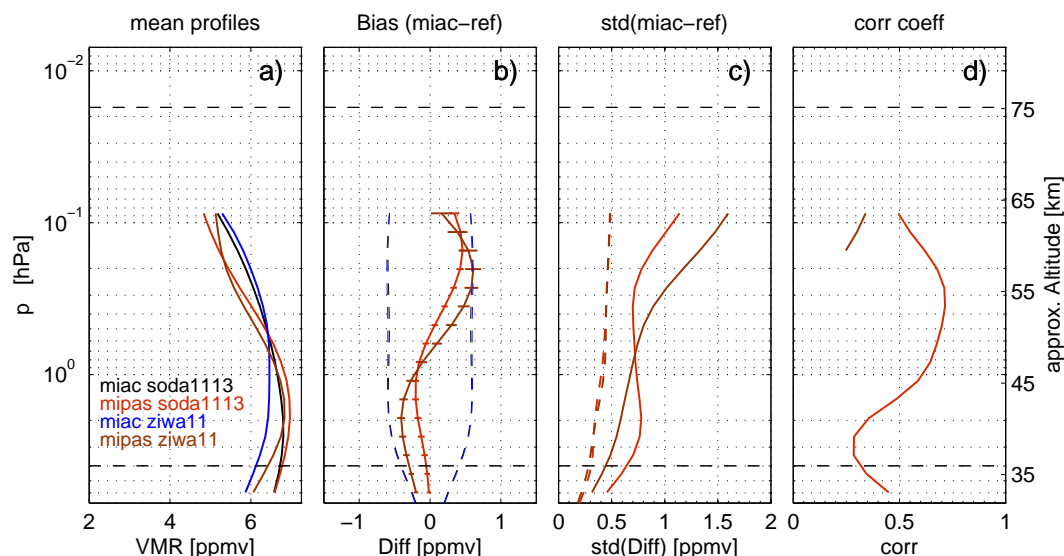 mean profiles
Bias (miac−ref)
std(miac−ref)
corr coeff
a)
b)
c)
d)
10−2
10−1
100
p [hPa]
75
65
55
45
35
approx. Altitude [km]
miac soda1113
mipas soda1113
miac ziwa11
mipas ziwa11
2 4 6
−1 0 1
0 0.5 1 1.5 2
0 0.5 1
VMR [ppmv]
Diff [ppmv]
std(Diff) [ppmv]
corr